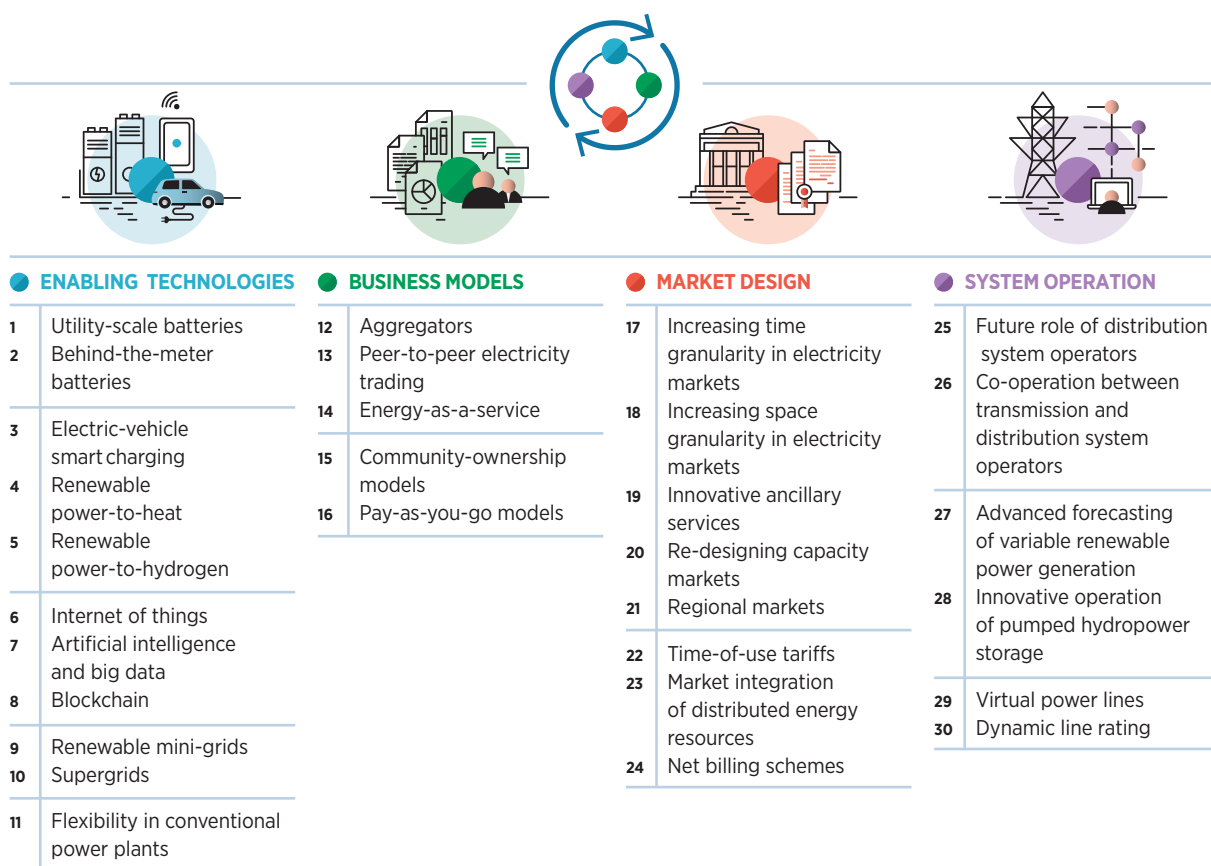 ENABLING TECHNOLOGIES
1 Utility-scale batteries
2 Behind-the-meter
batteries
3 Electric-vehicle
smart charging
4 Renewable
power-to-heat
5 Renewable
power-to-hydrogen
6 Internet of things
7 Artificial intelligence
and big data
8 Blockchain
9 Renewable mini-grids
10 Supergrids
11 Flexibility in conventional
power plants
BUSINESS MODELS
12 Aggregators
13 Peer-to-peer electricity
trading
14 Energy-as-a-service
15 Community-ownership
models
16 Pay-as-you-go models
MARKET DESIGN
17 Increasing time
granularity in electricity
markets
18 Increasing space
granularity in electricity
markets
19 Innovative ancillary
services
20 Re-designing capacity
markets
21 Regional markets
22 Time-of-use tariffs
23 Market integration
of distributed energy
resources
24 Net billing schemes
SYSTEM OPERATION
25 Future role of distribution
system operators
26 Co-operation between
transmission and
distribution system
operators
27 Advanced forecasting
of variable renewable
power generation
28 Innovative operation
of pumped hydropower
storage
29 Virtual power lines
30 Dynamic line rating